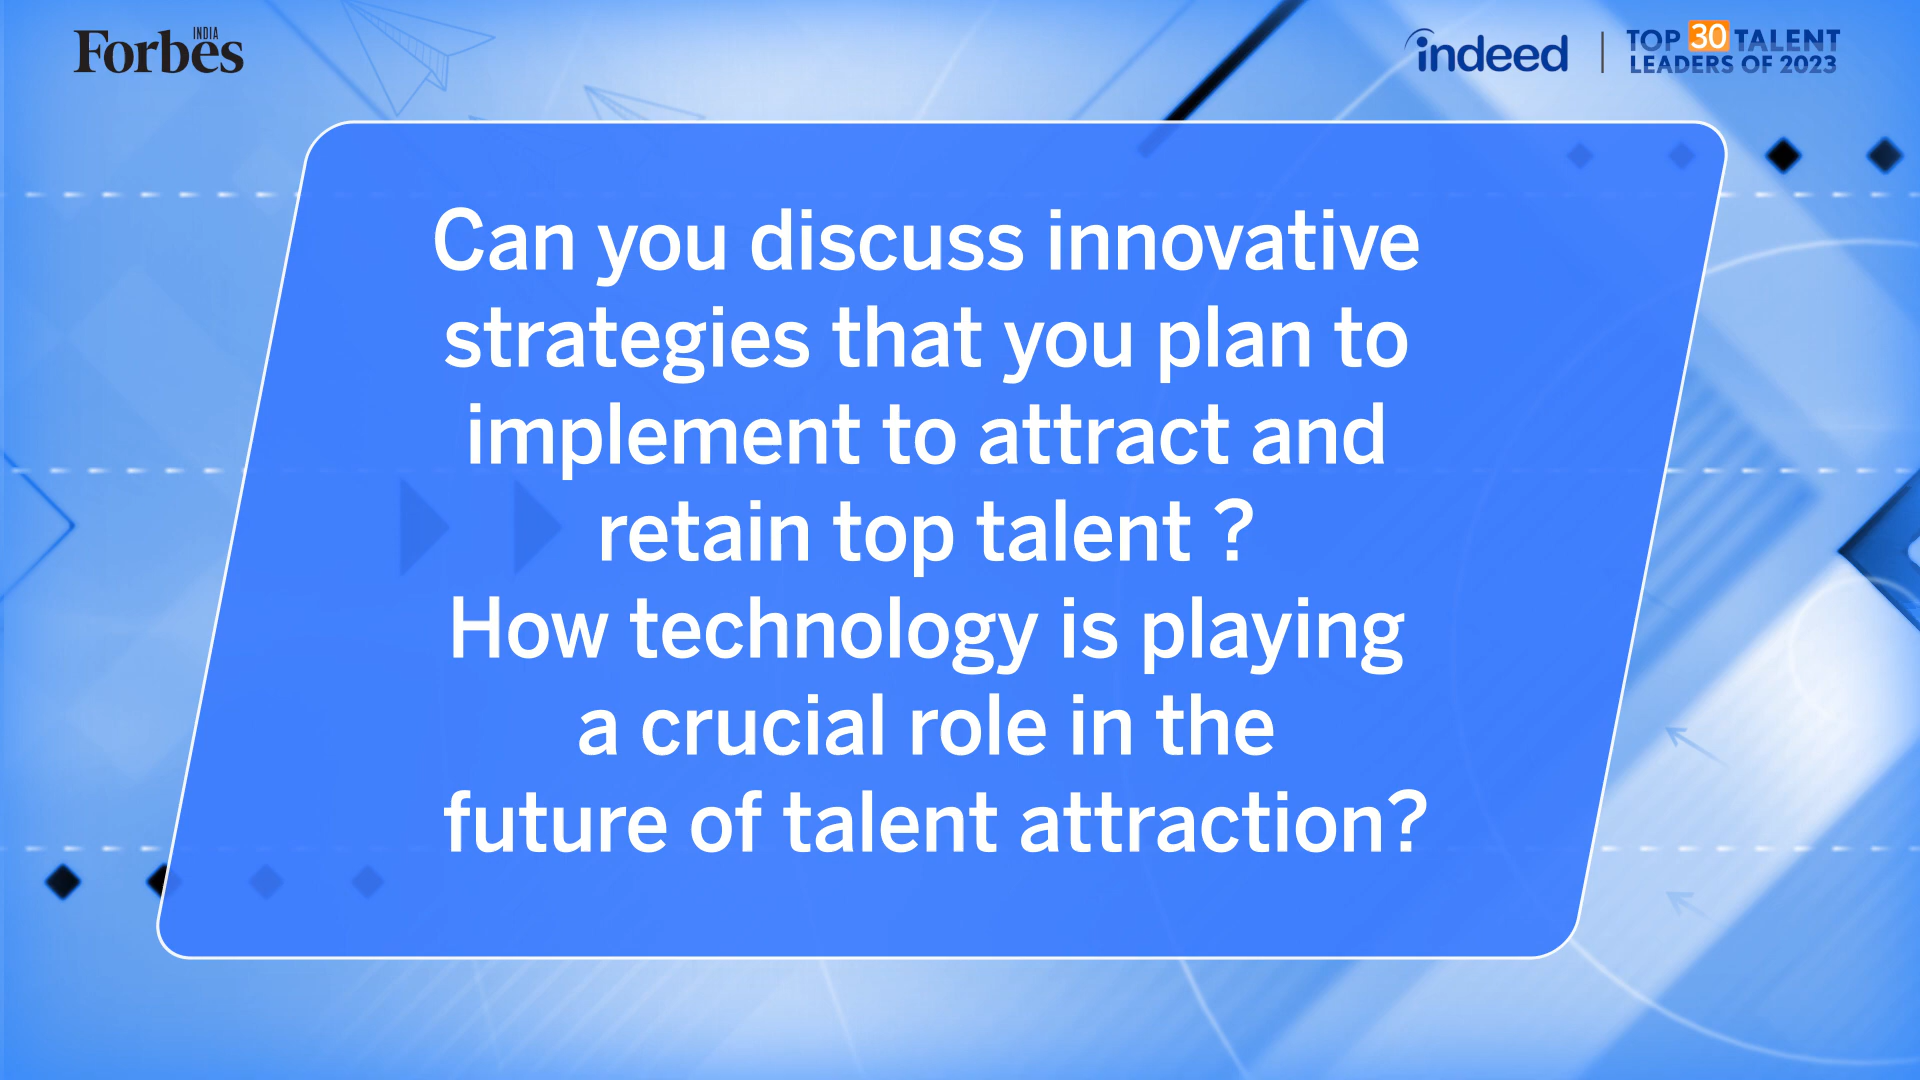 Forbes
INDIA
indeed
TOP 30 TALENT
LEADERS OF 2023
Can you discuss innovative
strategies that you plan to
implement to attract and
retain top talent ?
How technology is playing
a crucial role in the
future of talent attraction?